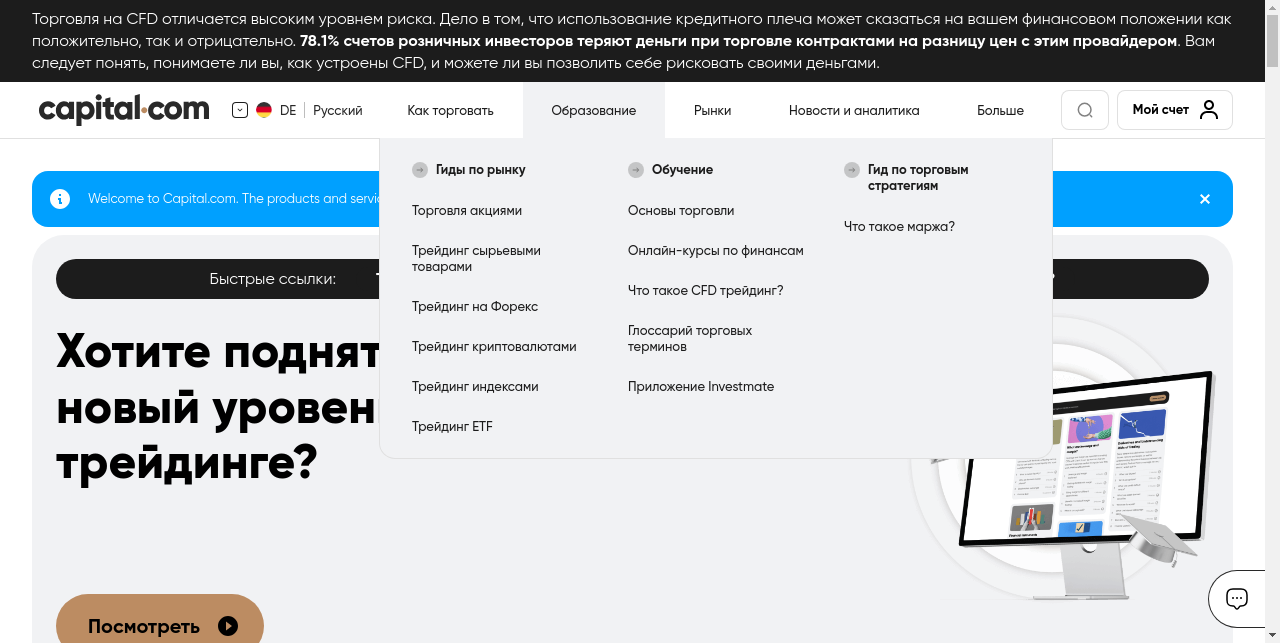 Торговля на CFD отличается высоким уровнем риска. Дело в том, что использование кредитного плеча может сказаться на вашем финансовом положении как
положительно, так и отрицательно. 78.1% счетов розничных инвесторов теряют деньги при торговле контрактами на разницу цен с этим провайдером. Вам
следует понять, понимаете ли вы, как устроены CFD, и можете ли вы позволить себе рисковать своими деньгами.
capital.com
DE Русский
Как торговать
Образование
Рынки
Новости и аналитика
Больше
Мой счет
Гиды по рынку
Торговля акциями
Трейдинг сырьевыми
товарами
Трейдинг на Форекс
Трейдинг криптовалютами
Трейдинг индексами
Трейдинг ETF
Обучение
Основы торговли
Онлайн-курсы по финансам
Что такое CFD трейдинг?
Глоссарий торговых
терминов
Приложение Investmate
Гид по торговым
стратегиям
Что такое маржа?
Welcome to Capital.com. The products and
Быстрые ссылки:
Хотите
новый
трейдинге?
Посмотреть